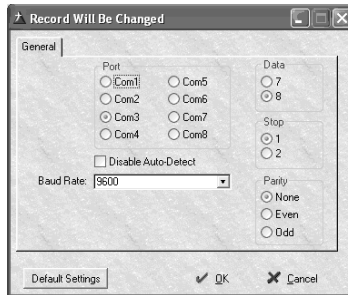 Record Will Be Changed
General
Port
Com1
Com2
Com3
Com4
Com5
Com6
Com7
Com8
Disable Auto-Detect
Baud Rate: 9600
Data
7
8
Stop
1
2
Parity
None
Even
Odd
Default Settings
OK
Cancel